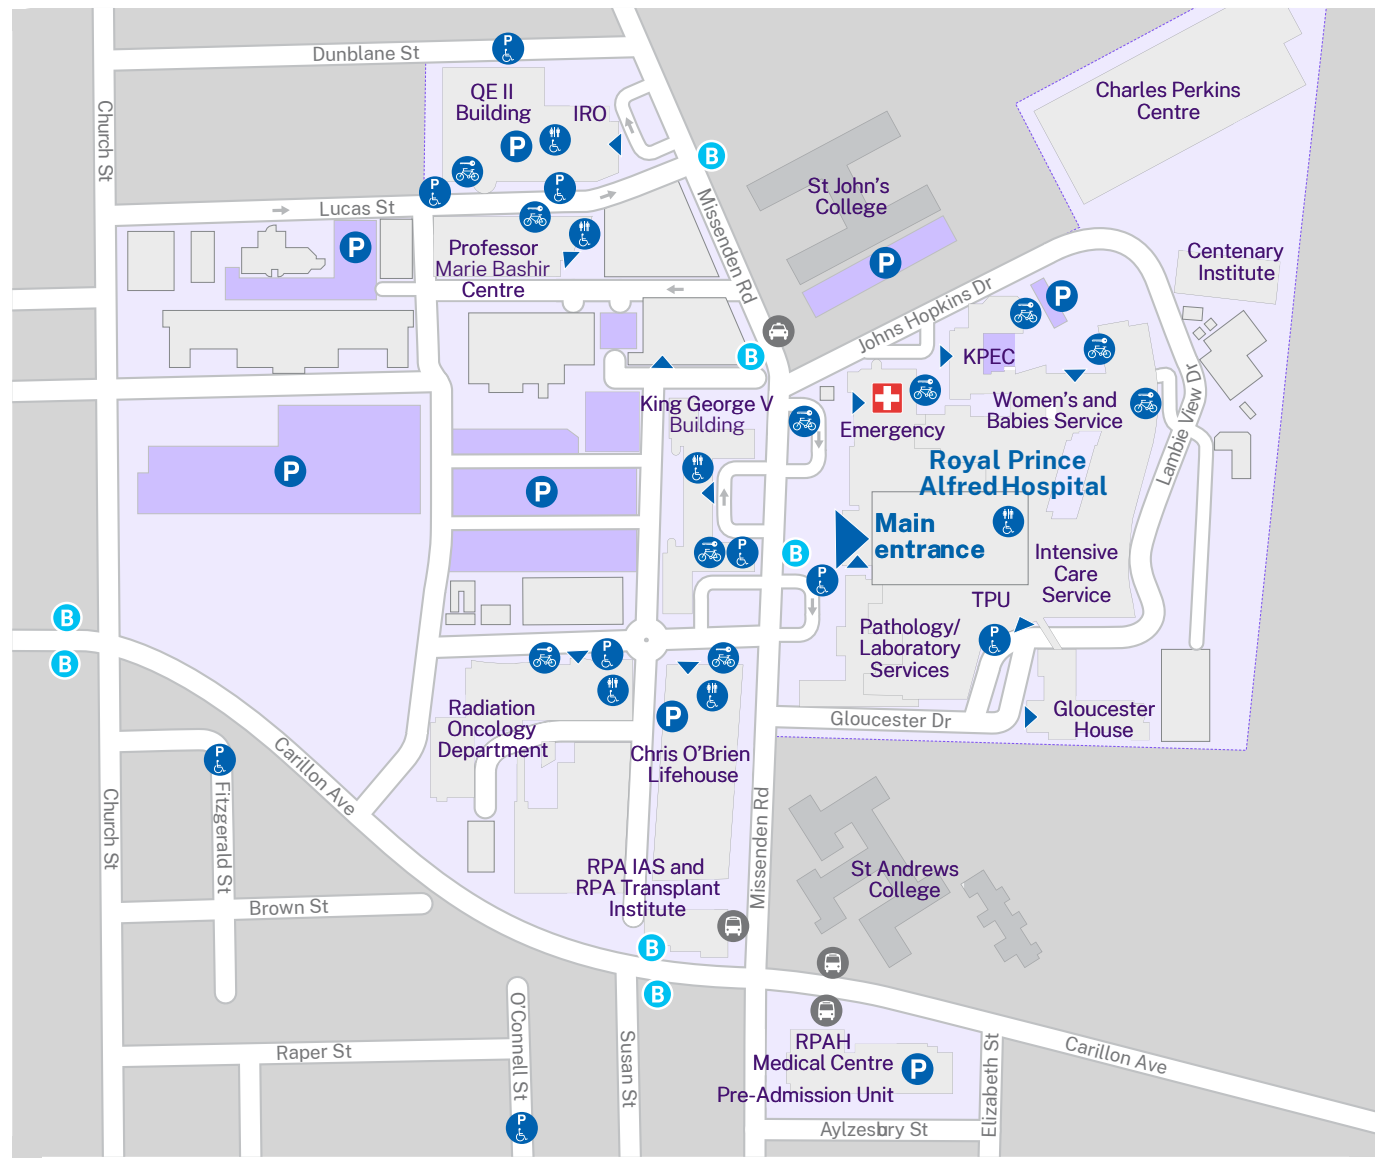 Dunblane St
P
Church St
QE II
Building
IRO
P
P
P
B
Charles Perkins
Centre
St John's
College
P
Missenden Rd
Lucas St
P
Professor
Marie Bashir
Centre
Centenary
Institute
Johns Hopkins Dr
P
B
KPEC
King George V
Building
Women's and
Babies Service
Emergency
Lambie View Dr
Royal Prince
Alfred Hospital
P
P
Main
entrance
P
B
P
Intensive
Care
Service
TPU
B
B
Pathology/
Laboratory
Services
P
P
Radiation
Oncology
Department
P
Gloucester Dr
Gloucester
House
Chris O'Brien
Lifehouse
P
Carillon Ave
Fitzgerald St
Church St
Missenden Rd
RPA IAS and
RPA Transplant
Institute
St Andrews
College
Brown St
B
B
O'Connell St
Susan St
Raper St
RPAH
Medical Centre
P
Pre-Admission Unit
Elizabeth St
Carillon Ave
P
Aylzesbry St